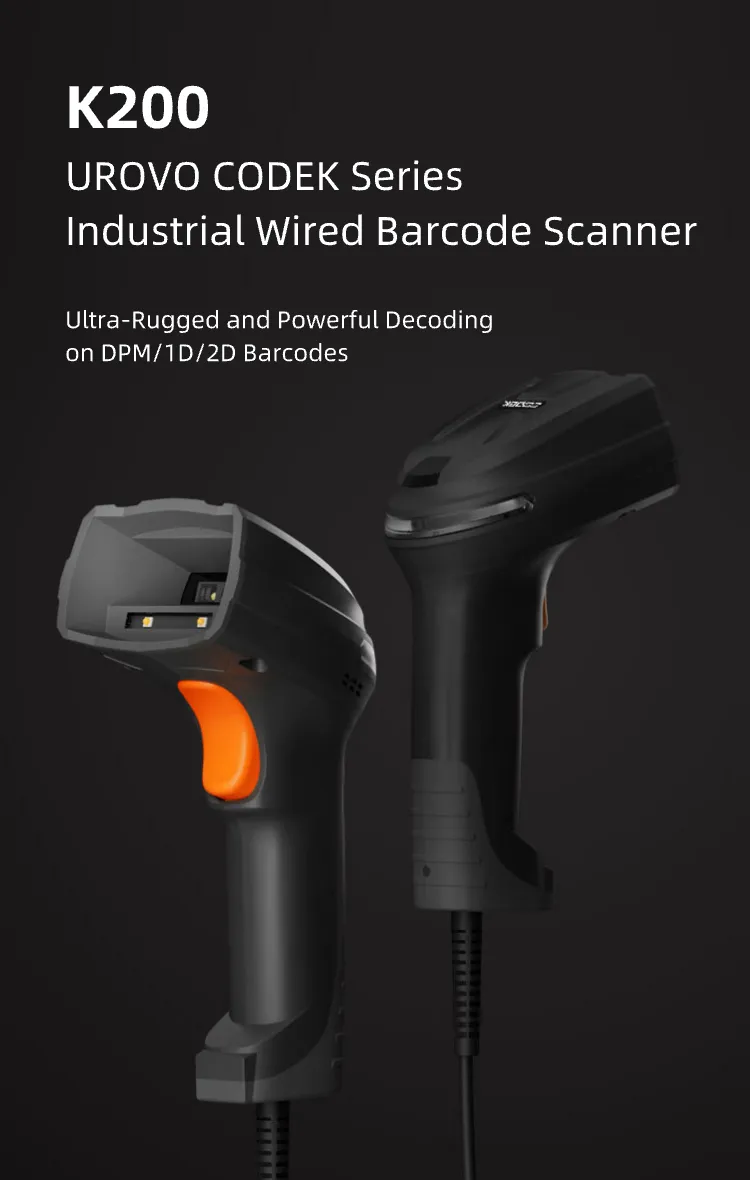 K200
UROVO CODEK Series
Industrial Wired Barcode Scanner
Ultra-Rugged and Powerful Decoding
on DPM/1D/2D Barcodes